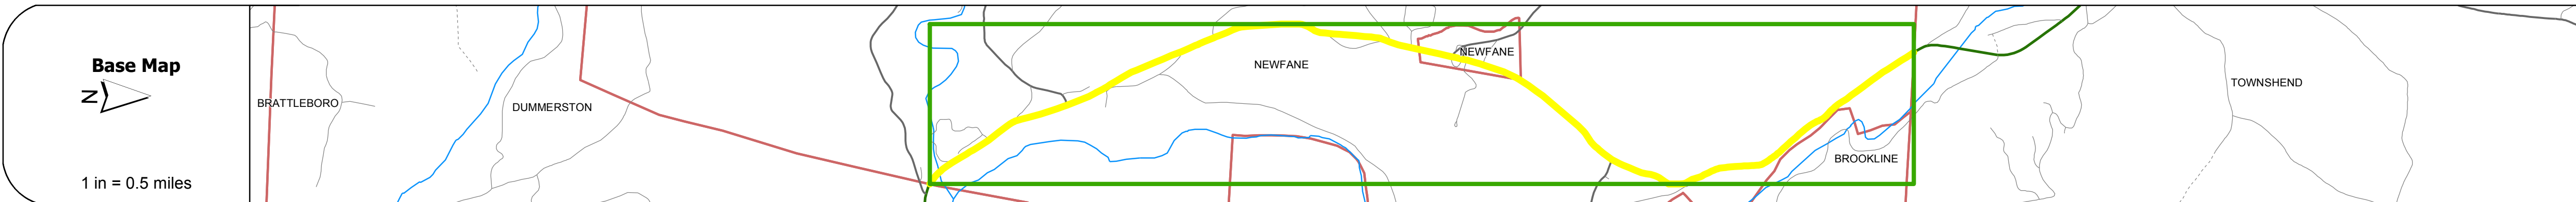 Base Map
N
1 in = 0.5 miles
BRATTLEBORO
DUMMERSTON
NEWFANE
NEWFANE
BROOKLINE
TOWNSHEND